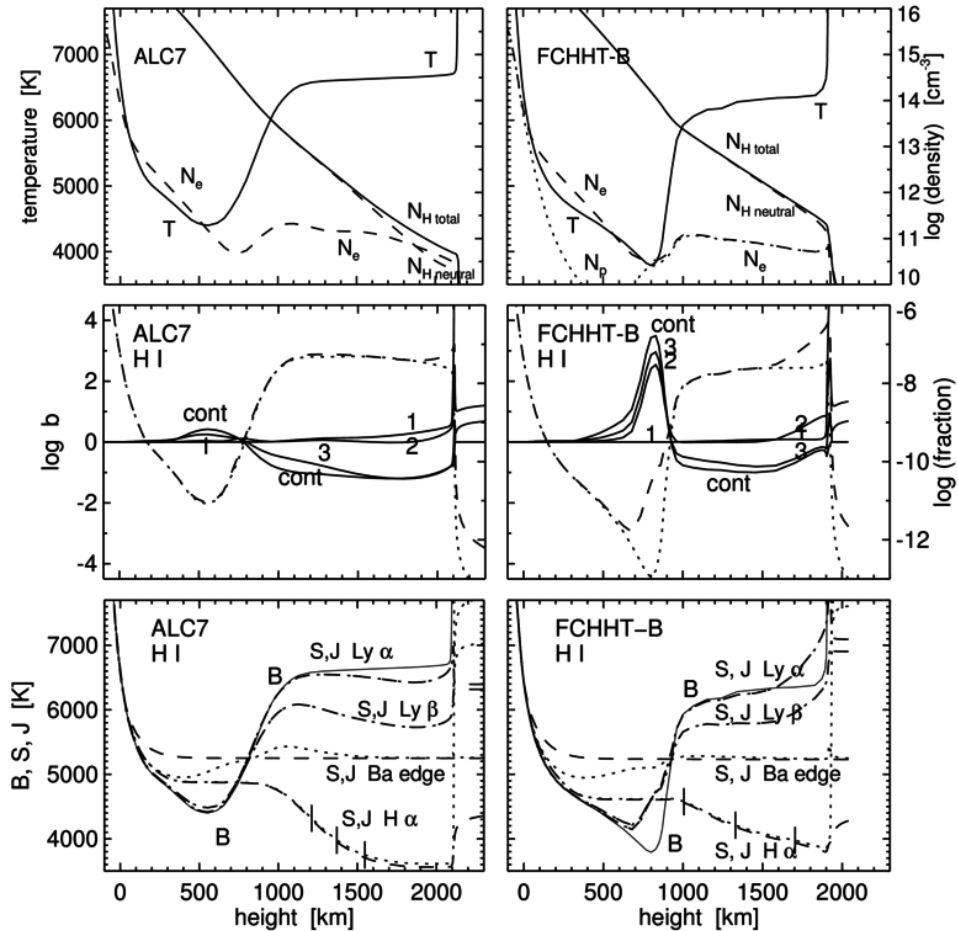 ALC7
T
N_e
T
N_H total
N_e
N_H neutral
7000
6000
5000
4000
temperature [K]
FCHHT-B
T
N_H total
N_e
N_H neutral
T
N_p
N_e
16
15
14
13
12
11
10
log (density) [cm^-3]
ALC7
H I
cont
1
1
2
3
cont
4
2
0
-2
-4
log b
FCHHT-B
H I
cont
3
2
1
2
1
3
cont
-6
-8
-10
-12
log (fraction)
ALC7
H I
S,J Ly α
B
S,J Ly β
S,J Ba edge
S,J H α
B
7000
6000
5000
4000
B, S, J [K]
0 500 1000 1500 2000
height [km]
FCHHT–B
H I
S,J Ly α
B
S,J Ly β
S,J Ba edge
B
S,J H α
0 500 1000 1500 2000
height [km]